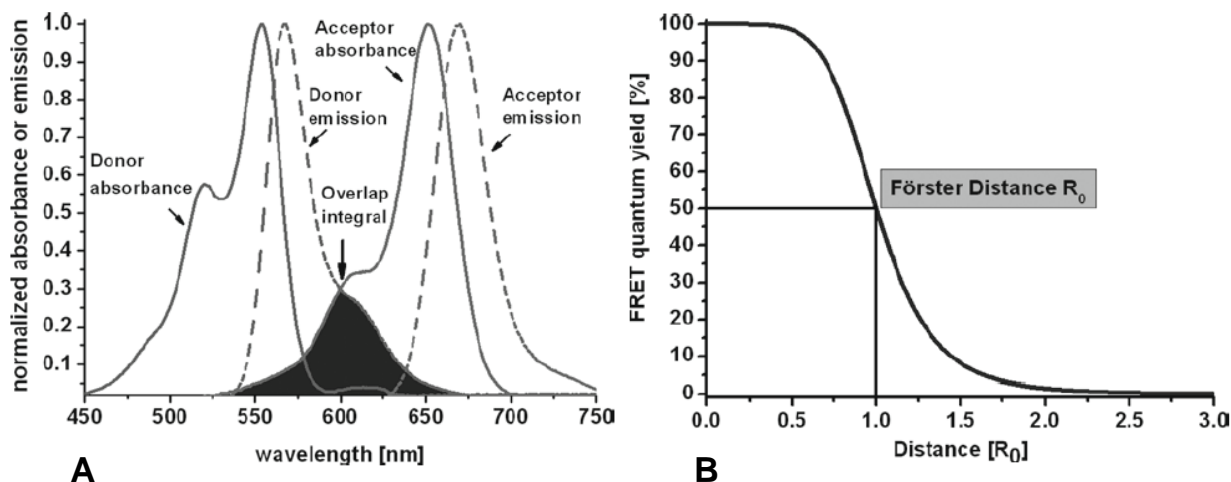 normalized absorbance or emission
1.0
0.9
0.8
0.7
0.6
0.5
0.4
0.3
0.2
0.1
Donor
absorbance
Donor
emission
Acceptor
absorbance
Acceptor
emission
Overlap
integral
450 500 550 600 650 700 750
wavelength [nm]
A
FRET quantum yield [%]
100
90
80
70
60
50
40
30
20
10
0
Förster Distance R0
0.0 0.5 1.0 1.5 2.0 2.5 3.0
Distance [R0]
B